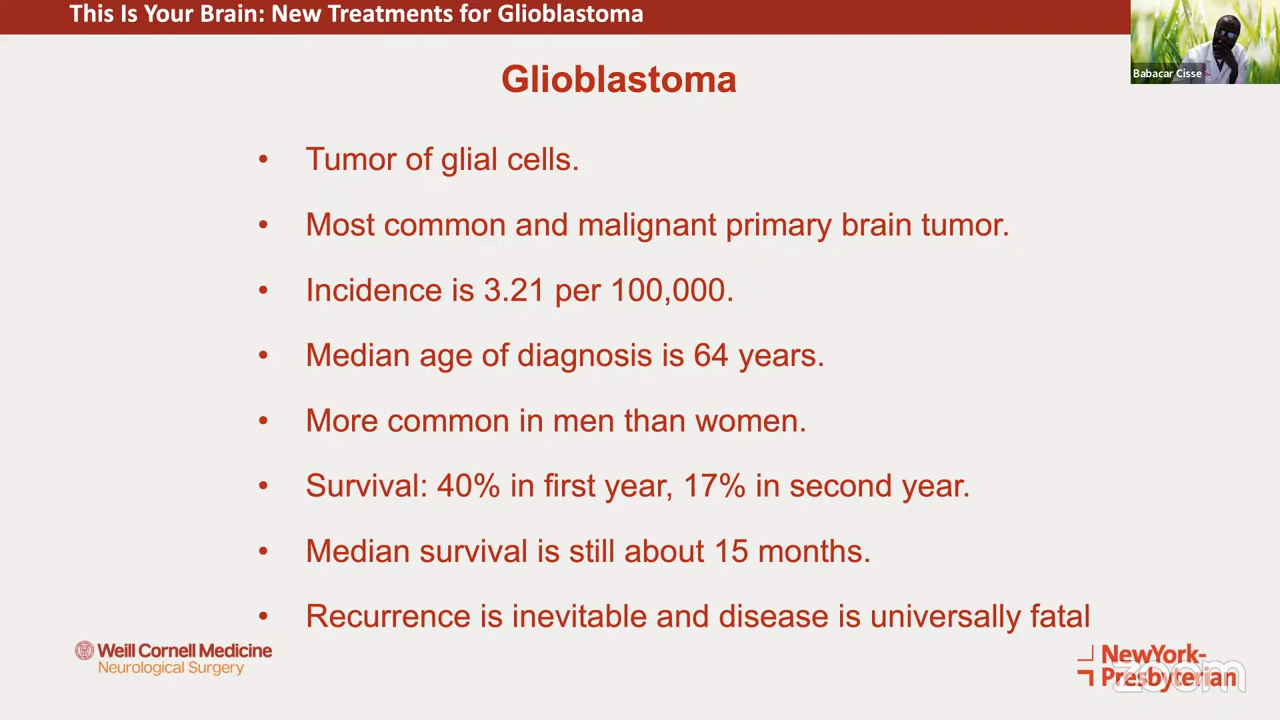 This Is Your Brain: New Treatments for Glioblastoma
Babacar Cisse
Glioblastoma
• Tumor of glial cells.
• Most common and malignant primary brain tumor.
• Incidence is 3.21 per 100,000.
• Median age of diagnosis is 64 years.
• More common in men than women.
• Survival: 40% in first year, 17% in second year.
• Median survival is still about 15 months.
• Recurrence is inevitable and disease is universally fatal
Weill Cornell Medicine
Neurological Surgery
NewYork-
Presbyterian
zoom